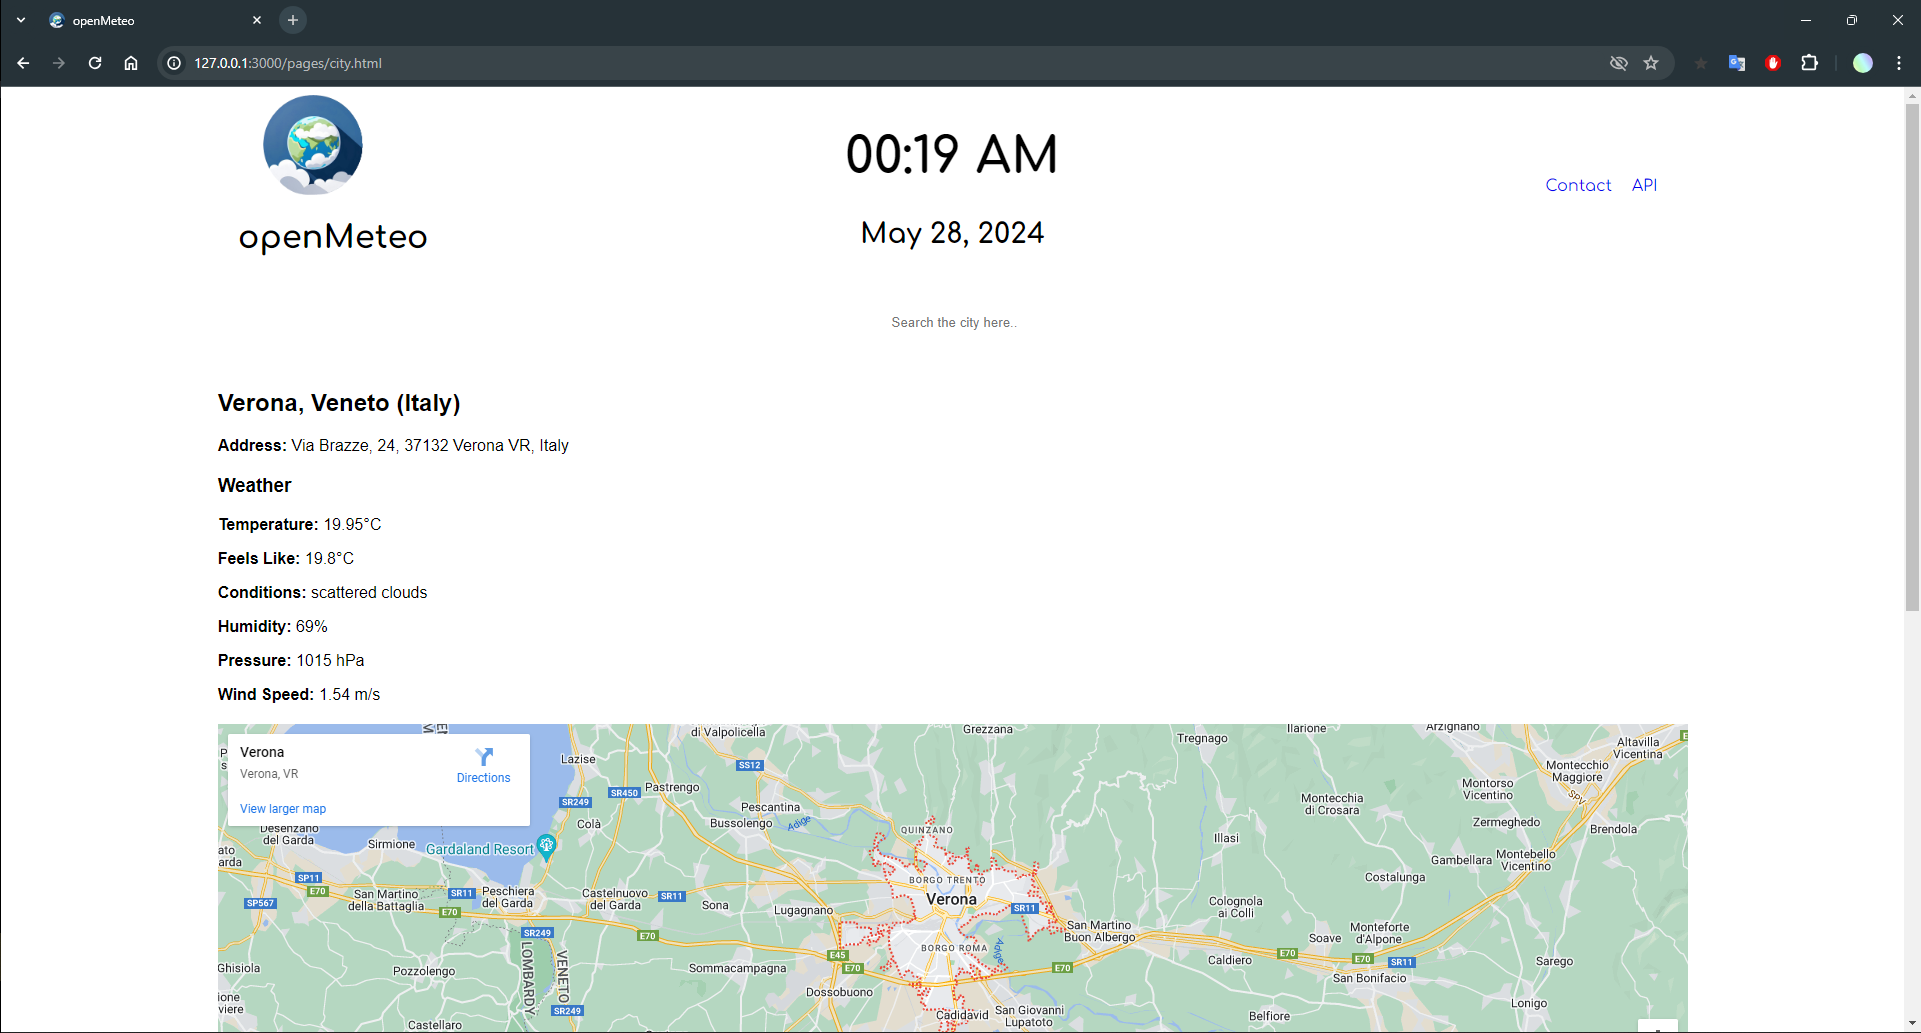 openMeteo
127.0.0.1:3000/pages/city.html
00:19 AM
Contact API
openMeteo
May 28, 2024
Search the city here..
Verona, Veneto (Italy)
Address: Via Brazze, 24, 37132 Verona VR, Italy
Weather
Temperature: 19.95°C
Feels Like: 19.8°C
Conditions: scattered clouds
Humidity: 69%
Pressure: 1015 hPa
Wind Speed: 1.54 m/s
Verona
Verona, VR
Directions
View larger map
di Valpolicella
Grezzana
Tregnago
Ilarione
Arzignano
Altavilla
Vicentina
Lazise
SS12
Montecchio
Maggiore
SPV
Pastrengo
SR450
SR249
Montorso
Vicentino
Montecchia
di Crosara
Pescantina
Bussolengo
Adige
Colà
QUINZANO
Zermeghedo
Brendola
Desenzano
del Garda
Sirmione
Gardaland Resort
Illasi
ato
arda
Gambellara
Montebello
Vicentino
SP11
E70
SP567
San Martino
della Battaglia
SR11
Peschiera
del Garda
Castelnuovo
del Garda
SR11
Sona
BORGO TRENTO
Costalunga
Verona
SR11
Lugagnano
Colognola
ai Colli
E70
SR249
E70
San Martino
Buon Albergo
Monteforte
d'Alpone
Soave
BORGO ROMA
Adige
E45
E70
E70
E70
E70
SR11
Caldiero
Sarego
San Bonifacio
Ghisiola
Pozzolengo
LOMBARDY
VENETO
Sommacampagna
Dossobuono
ione
viere
SR249
Cadidavid
San Giovanni
Lupatoto
Belfiore
Lonigo
Castellaro